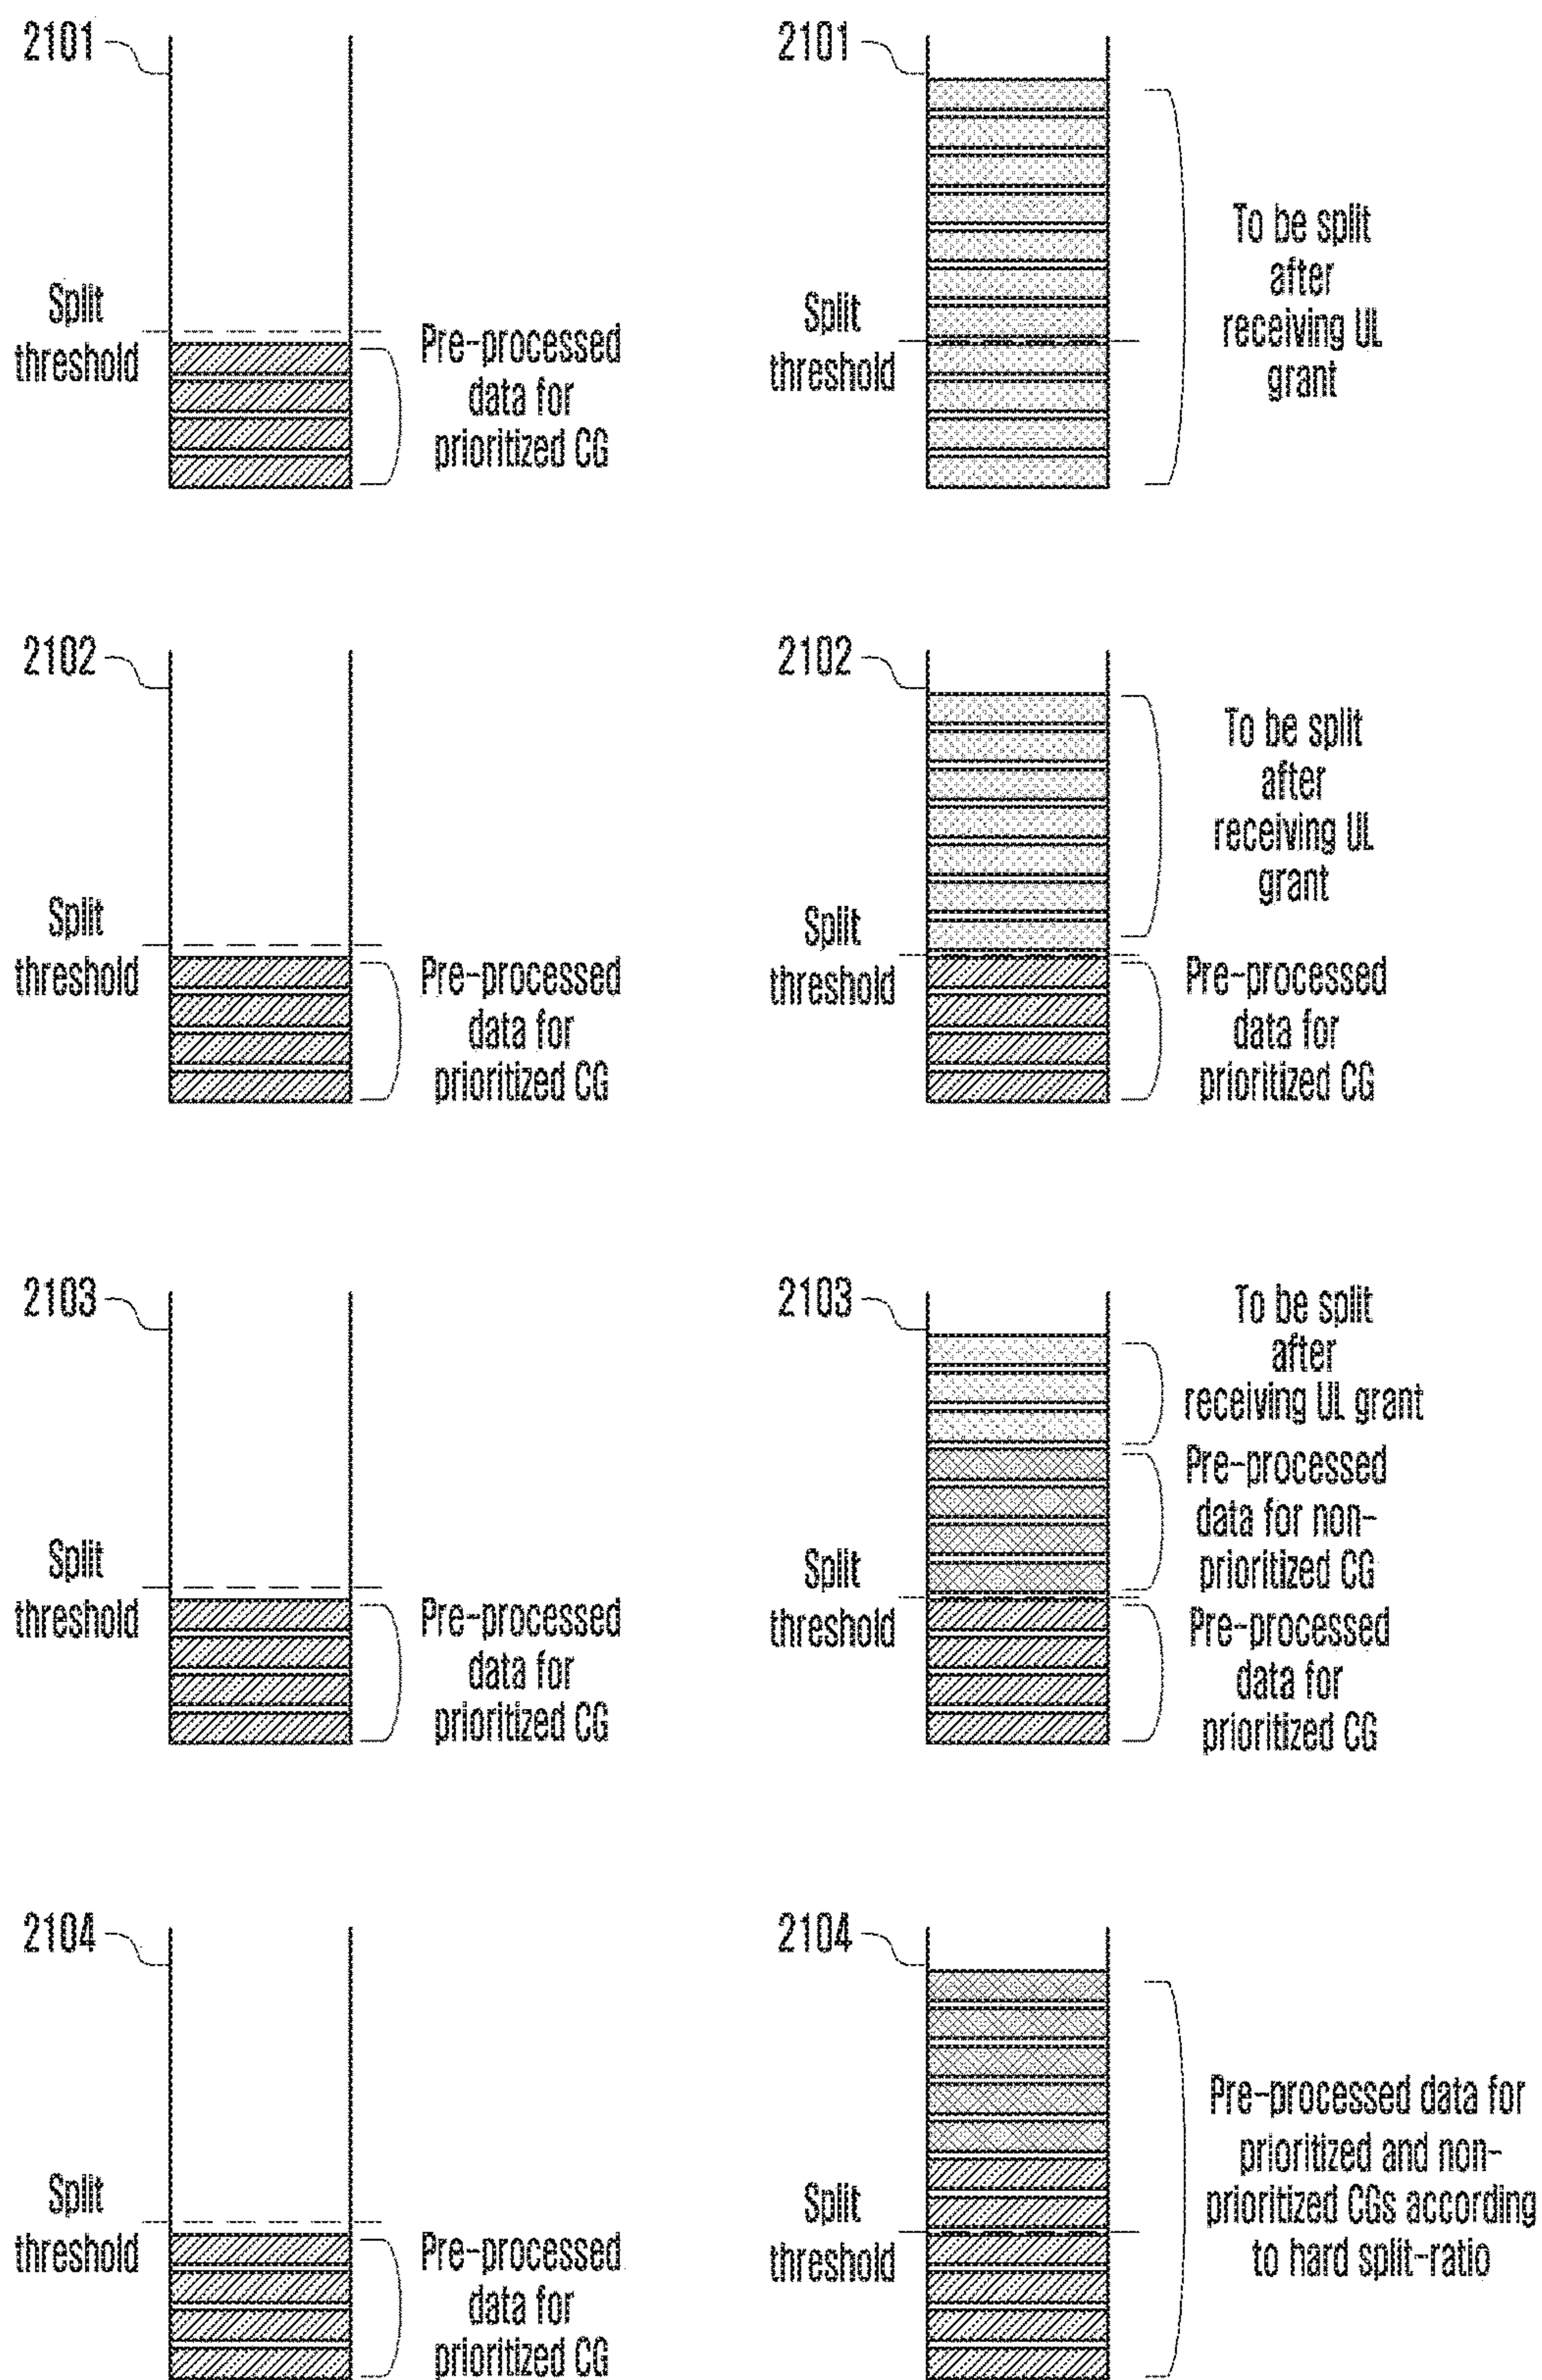 2101
Split
threshold
Pre-processed
data for
prioritized CG
2101
Split
threshold
To be split
after
receiving UL
grant
2102
Split
threshold
Pre-processed
data for
prioritized CG
2102
Split
threshold
To be split
after
receiving UL
grant
Pre-processed
data for
prioritized CG
2103
Split
threshold
Pre-processed
data for
prioritized CG
2103
Split
threshold
To be split
after
receiving UL grant
Pre-processed
data for non-
prioritized CG
Pre-processed
data for
prioritized CG
2104
Split
threshold
Pre-processed
data for
prioritized CG
2104
Split
threshold
Pre-processed data for
prioritized and non-
prioritized CGs according
to hard split-ratio